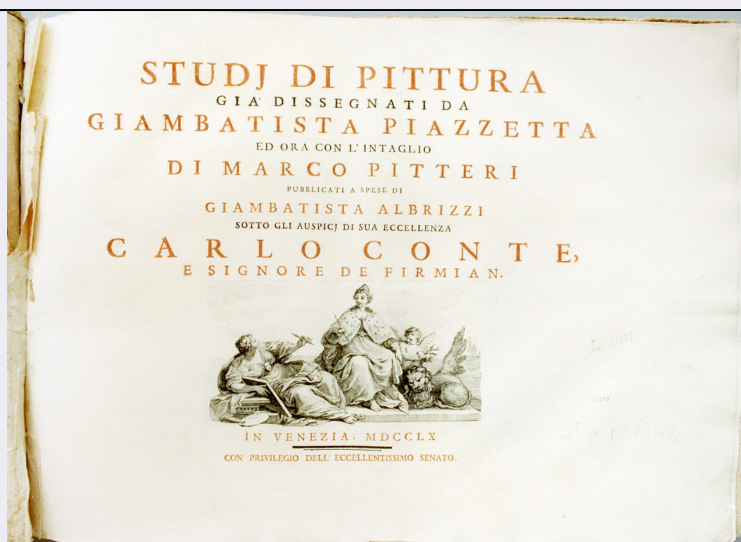 STUDJ DI PITTURA
GIA' DISSEGNATI DA
GIAMBATISTA PIAZZETTA
ED ORA CON L'INTAGLIO
DI MARCO PITTERI
PUBBLICATI A SPESE DI
GIAMBATISTA ALBRIZZI
SOTTO GLI AUSPICJ DI SUA ECCELLENZA
CARLO CONTE,
E SIGNORE DE FIRMIAN.
IN VENEZIA, MDCCLX
CON PRIVILEGIO DELL' ECCELLENTISSIMO SENATO.